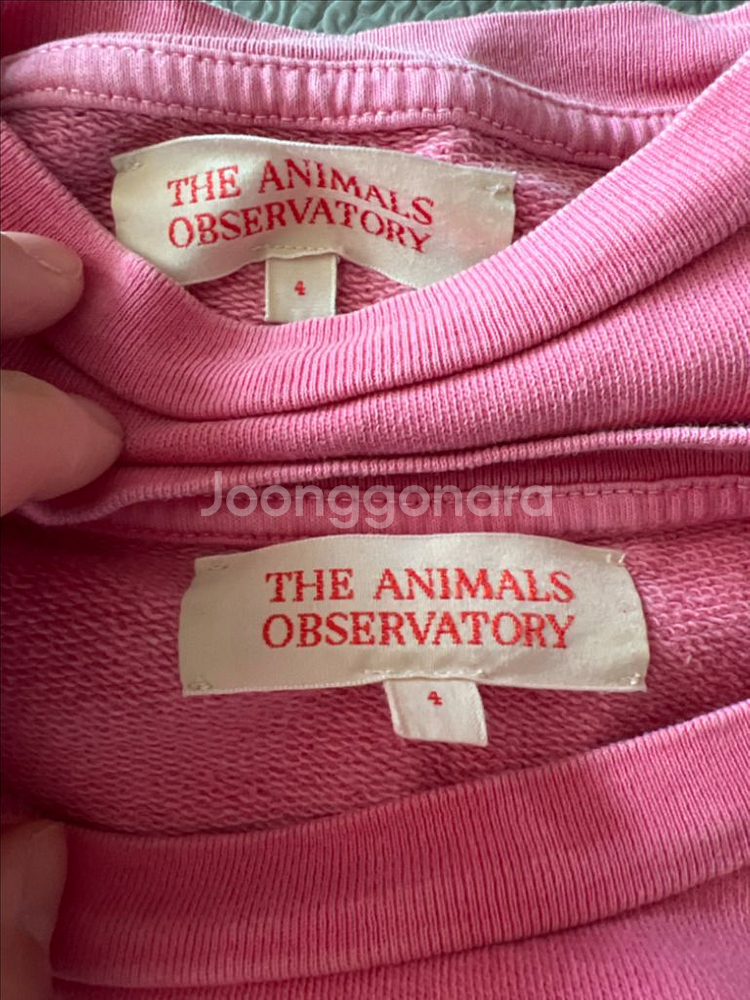 THE ANIMALS
OBSERVATORY
4
Joonggonara
THE ANIMALS
OBSERVATORY
4